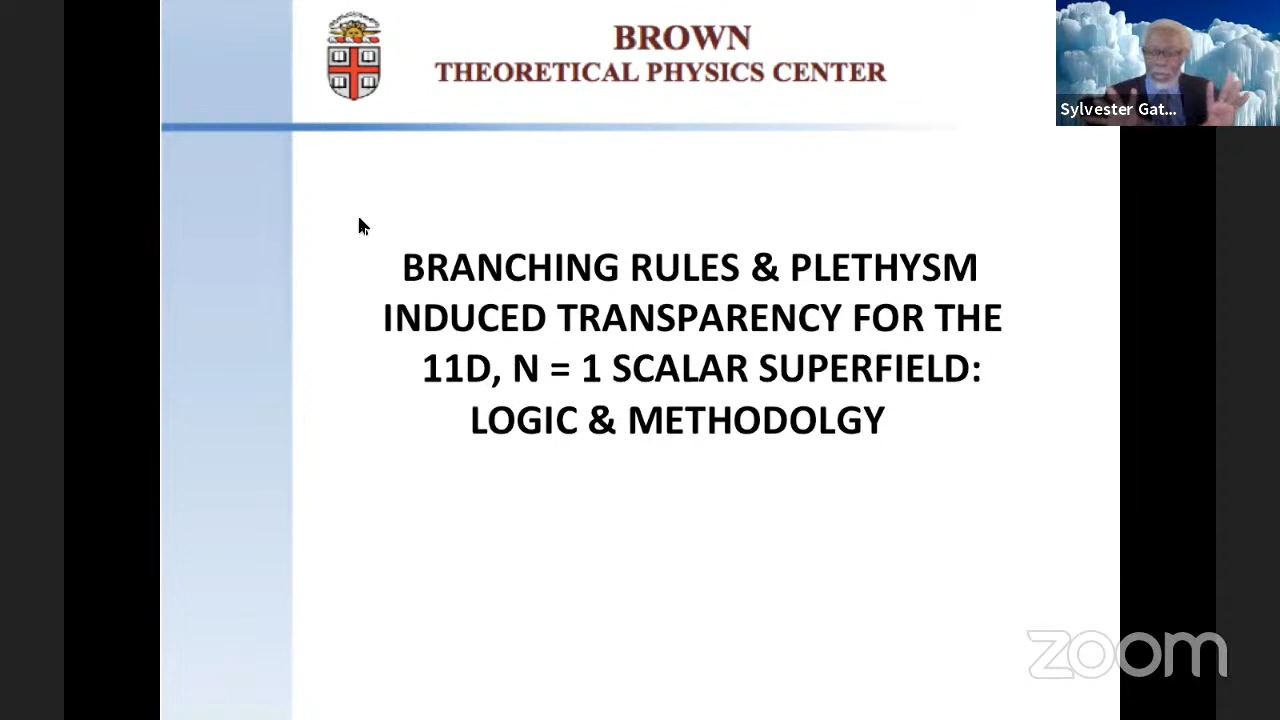 BROWN
THEORETICAL PHYSICS CENTER
Sylvester Gat...
BRANCHING RULES & PLETHYSM
INDUCED TRANSPARENCY FOR THE
11D, N = 1 SCALAR SUPERFIELD:
LOGIC & METHODOLGY
zoom